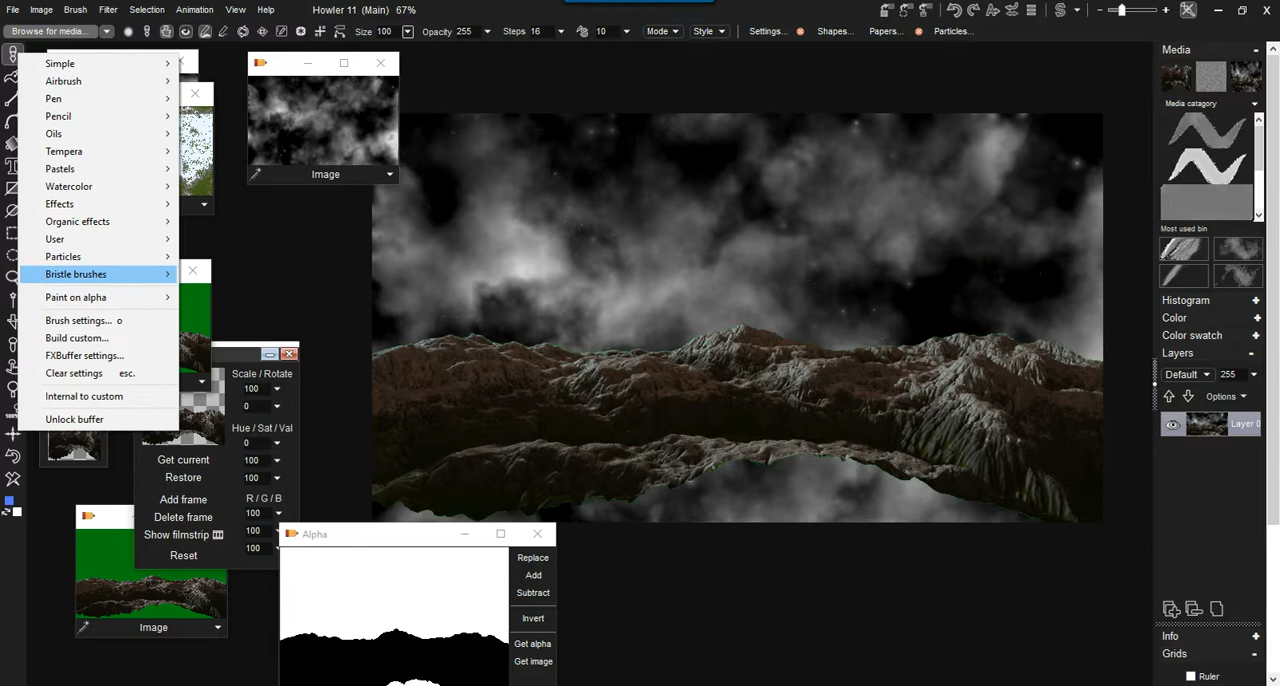 File Image Brush Filter Selection Animation View Help Howler 11 (Main) 67%
Browse for media... Size 100 Opacity 255 Steps 16 10 Mode Style Settings... Shapes... Papers... Particles...
Simple
Airbrush
Pen
Pencil
Oils
Tempera
Pastels
Watercolor
Effects
Organic effects
User
Particles
Bristle brushes
Paint on alpha
Brush settings... o
Build custom...
FXBuffer settings...
Clear settings esc.
Internal to custom
Unlock buffer
Image
Scale / Rotate
100
0
Hue / Sat / Val
0
Get current 100
Restore 100
R / G / B
Add frame
100
Delete frame
Show filmstrip 100
Reset 100
Image
Alpha
Replace
Add
Subtract
Invert
Get alpha
Get image
Media
Media catagory
Most used bin
Histogram
Color
Color swatch
Layers
Default 255
Options
Layer 0
Info
Grids
Ruler